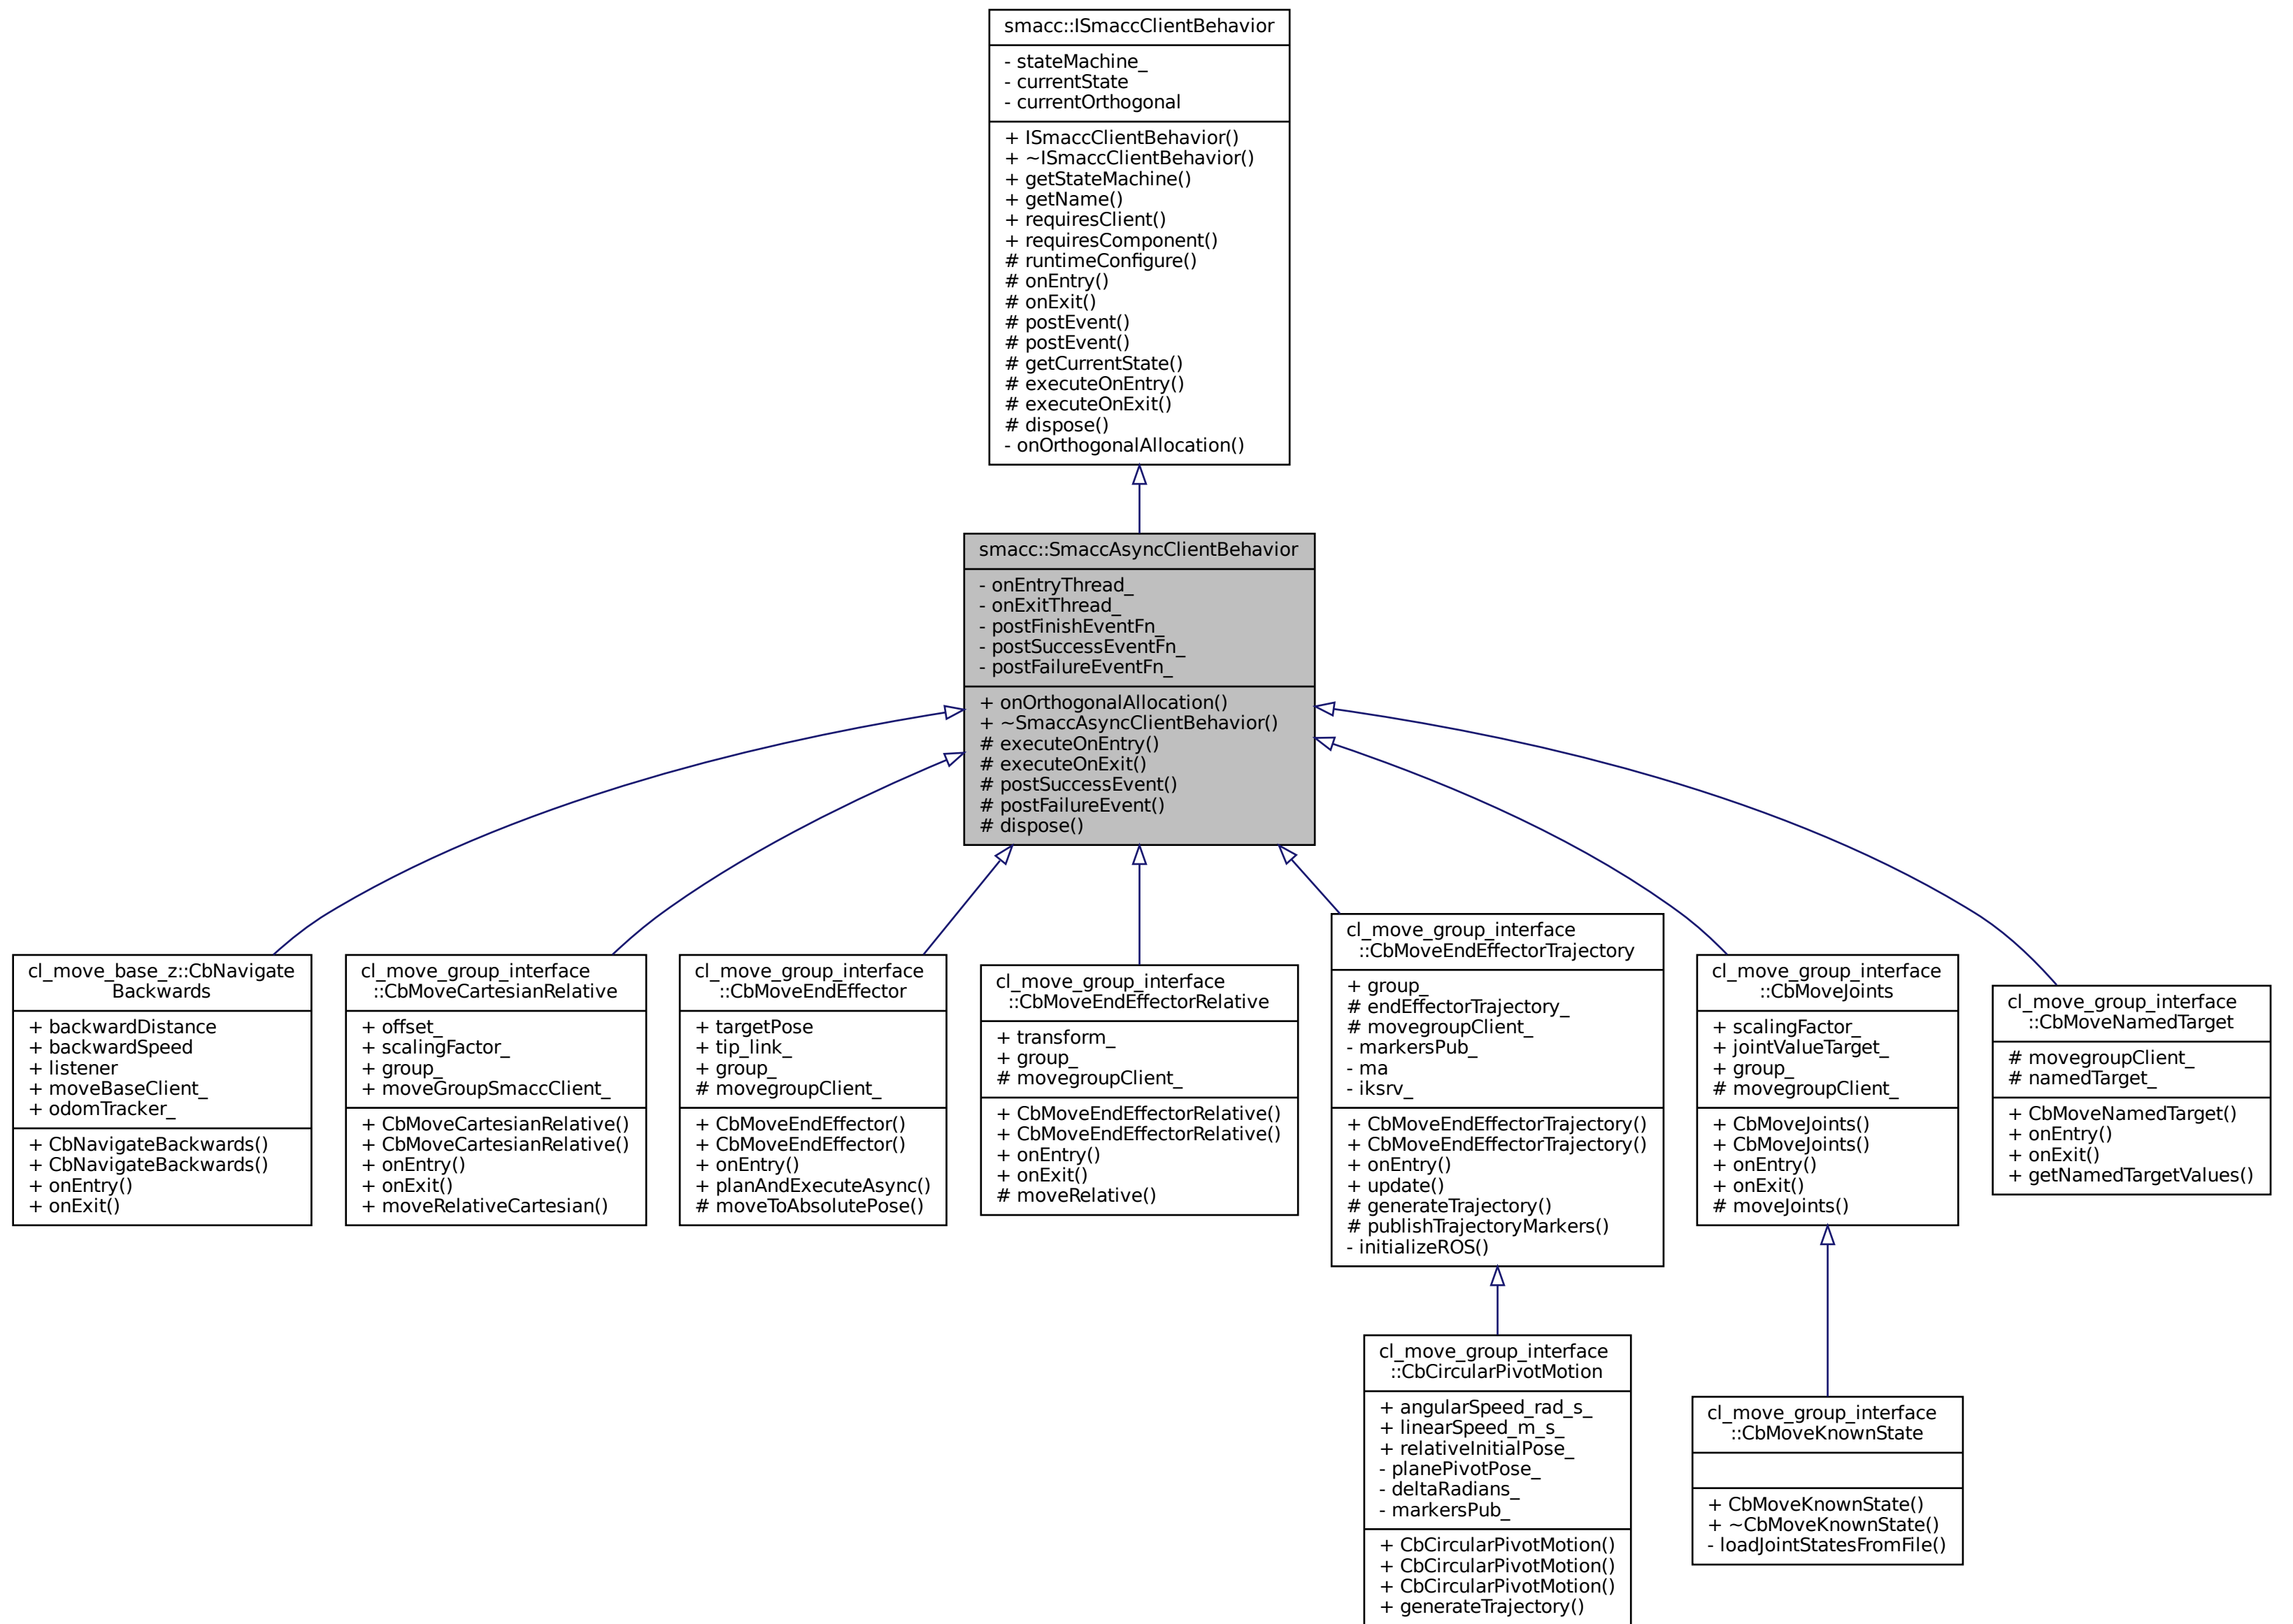 smacc::ISmaccClientBehavior
- stateMachine_
- currentState
- currentOrthogonal
+ ISmaccClientBehavior()
+ ~ISmaccClientBehavior()
+ getStateMachine()
+ getName()
+ requiresClient()
+ requiresComponent()
# runtimeConfigure()
# onEntry()
# onExit()
# postEvent()
# postEvent()
# getCurrentState()
# executeOnEntry()
# executeOnExit()
# dispose()
- onOrthogonalAllocation()
smacc::SmaccAsyncClientBehavior
- onEntryThread_
- onExitThread_
- postFinishEventFn_
- postSuccessEventFn_
- postFailureEventFn_
+ onOrthogonalAllocation()
+ ~SmaccAsyncClientBehavior()
# executeOnEntry()
# executeOnExit()
# postSuccessEvent()
# postFailureEvent()
# dispose()
cl_move_base_z::CbNavigate
Backwards
+ backwardDistance
+ backwardSpeed
+ listener
+ moveBaseClient_
+ odomTracker_
+ CbNavigateBackwards()
+ CbNavigateBackwards()
+ onEntry()
+ onExit()
cl_move_group_interface
::CbMoveCartesianRelative
+ offset_
+ scalingFactor_
+ group_
+ moveGroupSmaccClient_
+ CbMoveCartesianRelative()
+ CbMoveCartesianRelative()
+ onEntry()
+ onExit()
+ moveRelativeCartesian()
cl_move_group_interface
::CbMoveEndEffector
+ targetPose
+ tip_link_
+ group_
# movegroupClient_
+ CbMoveEndEffector()
+ CbMoveEndEffector()
+ onEntry()
+ planAndExecuteAsync()
# moveToAbsolutePose()
cl_move_group_interface
::CbMoveEndEffectorRelative
+ transform_
+ group_
# movegroupClient_
+ CbMoveEndEffectorRelative()
+ CbMoveEndEffectorRelative()
+ onEntry()
+ onExit()
# moveRelative()
cl_move_group_interface
::CbMoveEndEffectorTrajectory
+ group_
# endEffectorTrajectory_
# movegroupClient_
- markersPub_
- ma
- iksrv_
+ CbMoveEndEffectorTrajectory()
+ CbMoveEndEffectorTrajectory()
+ onEntry()
+ update()
# generateTrajectory()
# publishTrajectoryMarkers()
- initializeROS()
cl_move_group_interface
::CbMoveJoints
+ scalingFactor_
+ jointValueTarget_
+ group_
# movegroupClient_
+ CbMoveJoints()
+ CbMoveJoints()
+ onEntry()
+ onExit()
# moveJoints()
cl_move_group_interface
::CbMoveNamedTarget
# movegroupClient_
# namedTarget_
+ CbMoveNamedTarget()
+ onEntry()
+ onExit()
+ getNamedTargetValues()
cl_move_group_interface
::CbCircularPivotMotion
+ angularSpeed_rad_s_
+ linearSpeed_m_s_
+ relativeInitialPose_
- planePivotPose_
- deltaRadians_
- markersPub_
+ CbCircularPivotMotion()
+ CbCircularPivotMotion()
+ CbCircularPivotMotion()
+ generateTrajectory()
cl_move_group_interface
::CbMoveKnownState
+ CbMoveKnownState()
+ ~CbMoveKnownState()
- loadJointStatesFromFile()